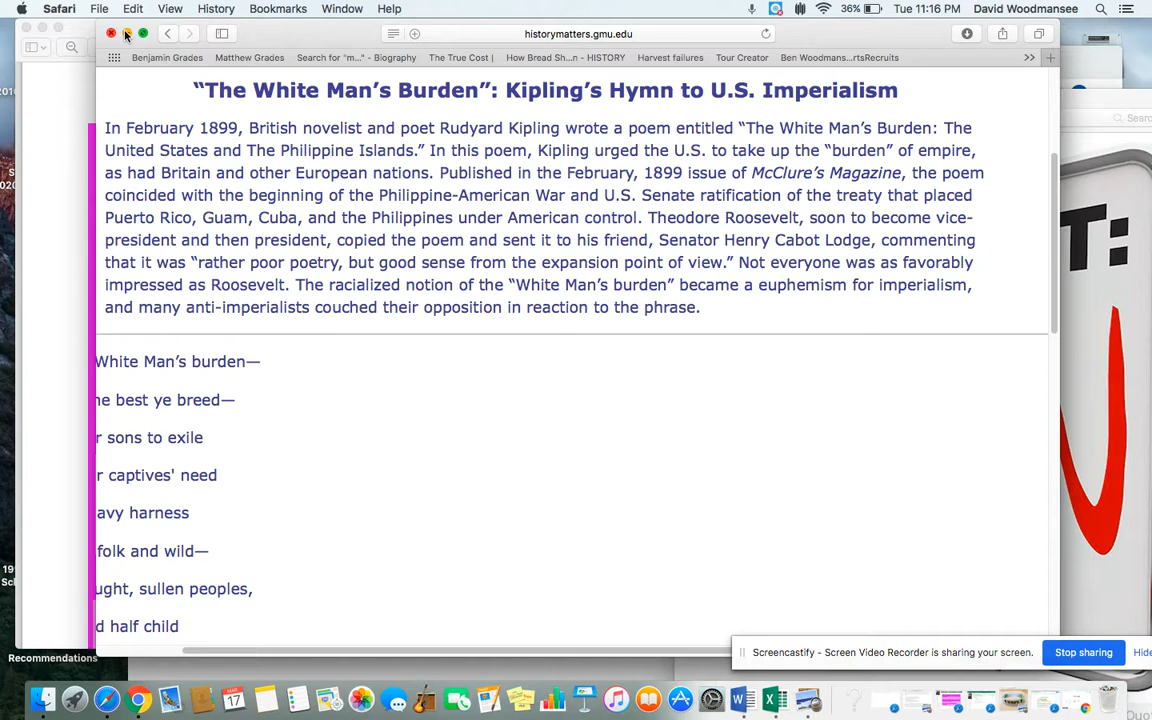 Safari File Edit View History Bookmarks Window Help 36% Tue 11:16 PM David Woodmansee
historymatters.gmu.edu
Benjamin Grades Matthew Grades Search for "m..." - Biography The True Cost | How Bread Sh...n - HISTORY Harvest failures Tour Creator Ben Woodmans...rtsRecruits
“The White Man’s Burden”: Kipling’s Hymn to U.S. Imperialism
In February 1899, British novelist and poet Rudyard Kipling wrote a poem entitled “The White Man’s Burden: The
United States and The Philippine Islands.” In this poem, Kipling urged the U.S. to take up the “burden” of empire,
as had Britain and other European nations. Published in the February, 1899 issue of McClure’s Magazine, the poem
coincided with the beginning of the Philippine-American War and U.S. Senate ratification of the treaty that placed
Puerto Rico, Guam, Cuba, and the Philippines under American control. Theodore Roosevelt, soon to become vice-
president and then president, copied the poem and sent it to his friend, Senator Henry Cabot Lodge, commenting
that it was “rather poor poetry, but good sense from the expansion point of view.” Not everyone was as favorably
impressed as Roosevelt. The racialized notion of the “White Man’s burden” became a euphemism for imperialism,
and many anti-imperialists couched their opposition in reaction to the phrase.
White Man’s burden—
he best ye breed—
r sons to exile
r captives' need
avy harness
folk and wild—
ught, sullen peoples,
d half child
Searc
T:
Recommendations
Screencastify - Screen Video Recorder is sharing your screen. Stop sharing Hide
MAR
17